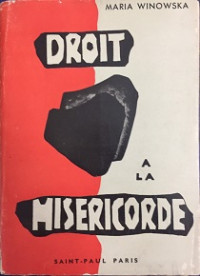 MARIA WINOWSKA
DROIT
A
LA
MISERICORDE
SAINT-PAUL PARIS